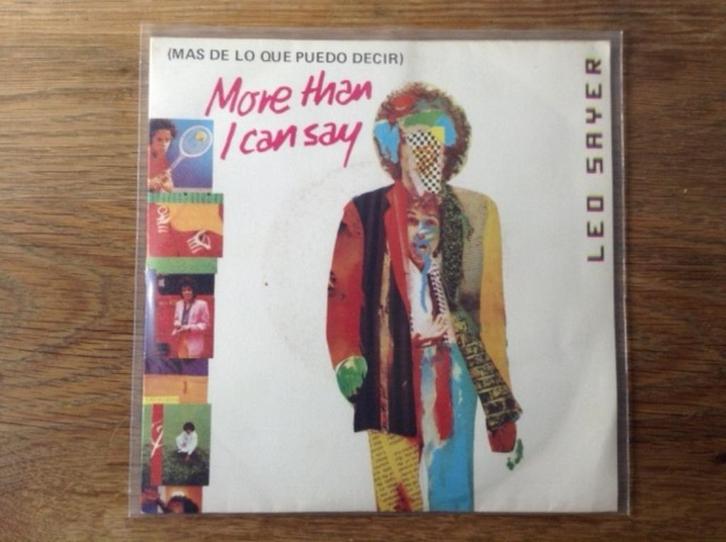 (MAS DE LO QUE PUEDO DECIR)
More than
I can say
LEO SAYER